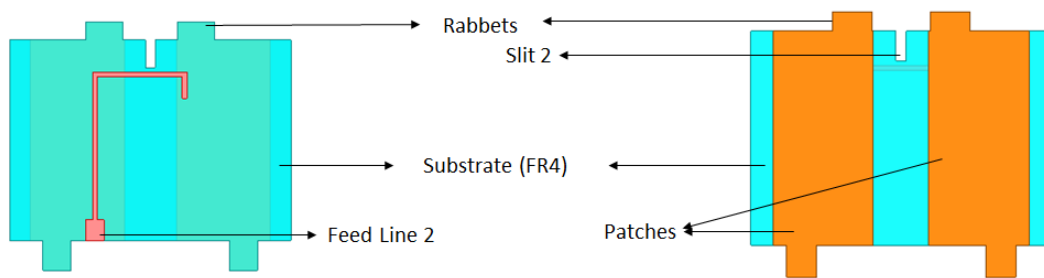 Rabbets
Slit 2
Substrate (FR4)
Feed Line 2
Patches